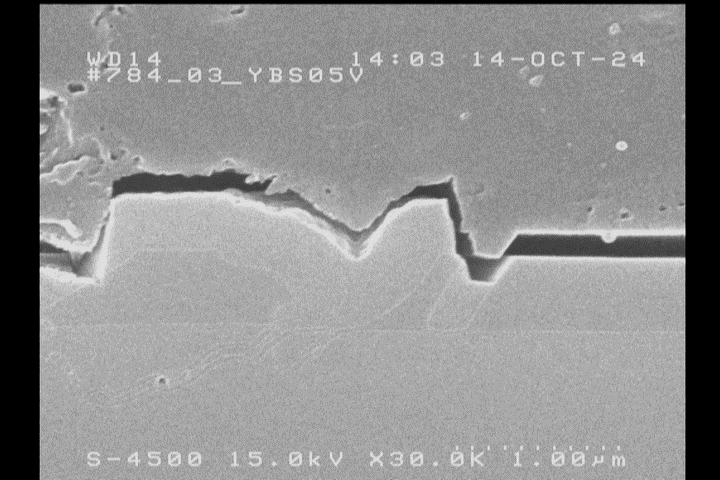 WD14 14:03 14-OCT-24
#784_03_YBS05V
S-4500 15.0kV X30.0K 1.00µm